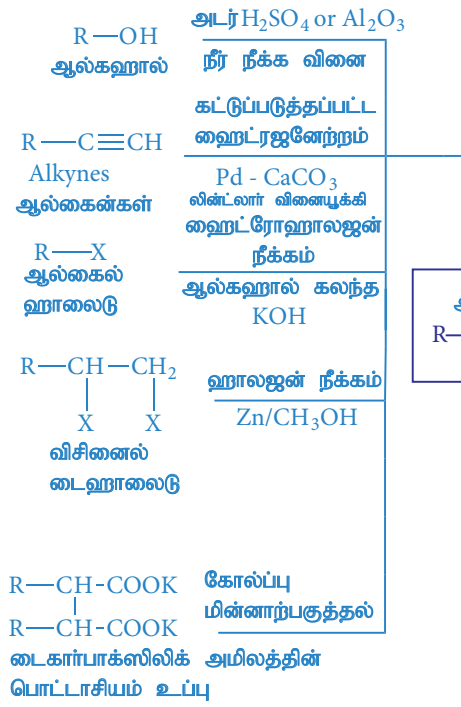 R—OH
ஆல்கஹால்
அடர்H₂SO₄ or Al₂O₃
நீர் நீக்க வினை
R—C≡CH
Alkynes
ஆல்கைன்கள்
கட்டுப்படுத்தப்பட்ட
ஹைட்ரஜனேற்றம்
Pd - CaCO₃
லின்ட்லார் வினையூக்கி
R—X
ஆல்கைல்
ஹாலைடு
ஹைட்ரோஹாலஜன்
நீக்கம்
ஆல்கஹால் கலந்த
KOH
R—CH—CH₂
X X
விசினைல்
டைஹாலைடு
ஹாலஜன் நீக்கம்
Zn/CH₃OH
R—CH-COOK
R—CH-COOK
டைகார்பாக்ஸிலிக் அமிலத்தின்
பொட்டாசியம் உப்பு
கோல்ப்பு
மின்னாற்பகுத்தல்
R—